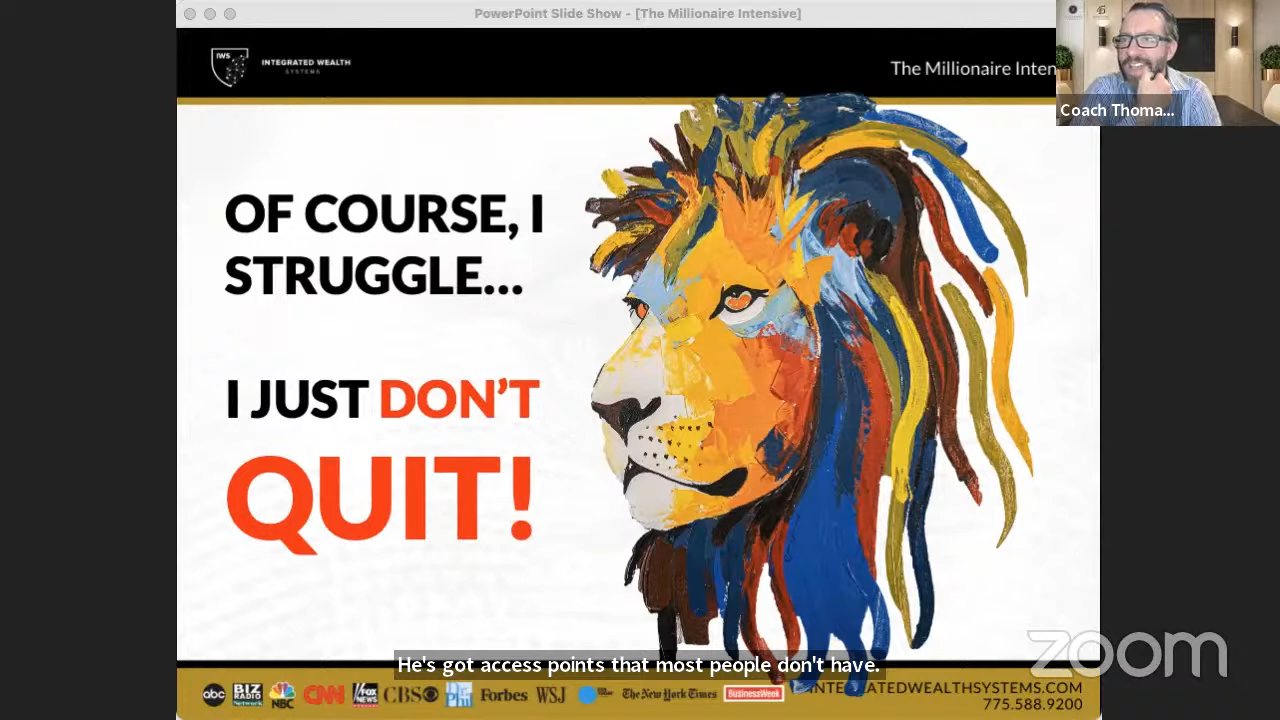 PowerPoint Slide Show - [The Millionaire Intensive]
IWS
INTEGRATED WEALTH
SYSTEMS
The Millionaire Inten
Coach Thoma...
OF COURSE, I
STRUGGLE...
I JUST DON'T
QUIT!
zoom
He's got access points that most people don't have.
abc BIZ RADIO Network NBC CNN FOX NEWS CBS Dr. Phil Forbes WSJ The New York Times BusinessWeek
INTEGRATEDWEALTHSYSTEMS.COM
775.588.9200